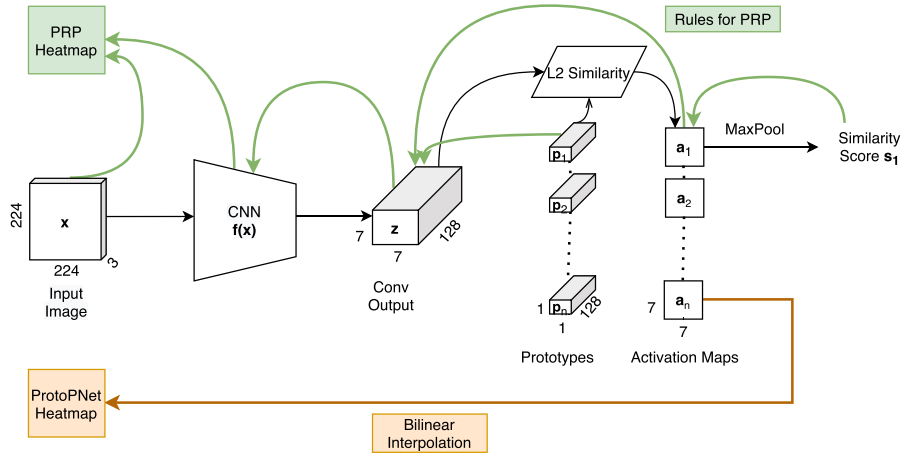 PRP
Heatmap
Rules for PRP
L2 Similarity
MaxPool
Similarity
Score s1
p1
a1
p2
a2
224
x
224
3
Input
Image
CNN
f(x)
z
7
7
128
Conv
Output
pn
1
1
128
Prototypes
an
7
7
Activation Maps
ProtoPNet
Heatmap
Bilinear
Interpolation